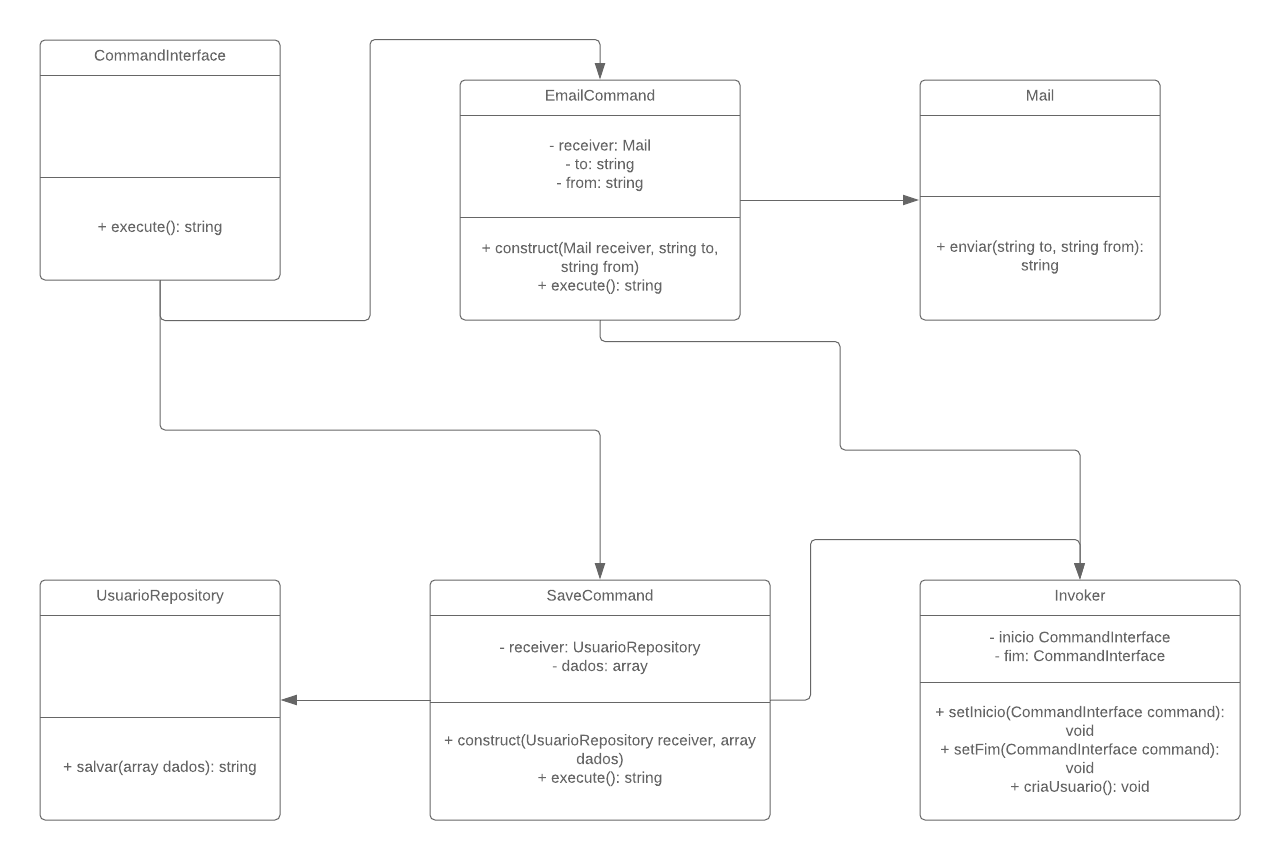 CommandInterface
+ execute(): string
EmailCommand
- receiver: Mail
- to: string
- from: string
+ construct(Mail receiver, string to,
string from)
+ execute(): string
Mail
+ enviar(string to, string from):
string
UsuarioRepository
+ salvar(array dados): string
SaveCommand
- receiver: UsuarioRepository
- dados: array
+ construct(UsuarioRepository receiver, array
dados)
+ execute(): string
Invoker
- inicio CommandInterface
- fim: CommandInterface
+ setInicio(CommandInterface command):
void
+ setFim(CommandInterface command):
void
+ criaUsuario(): void